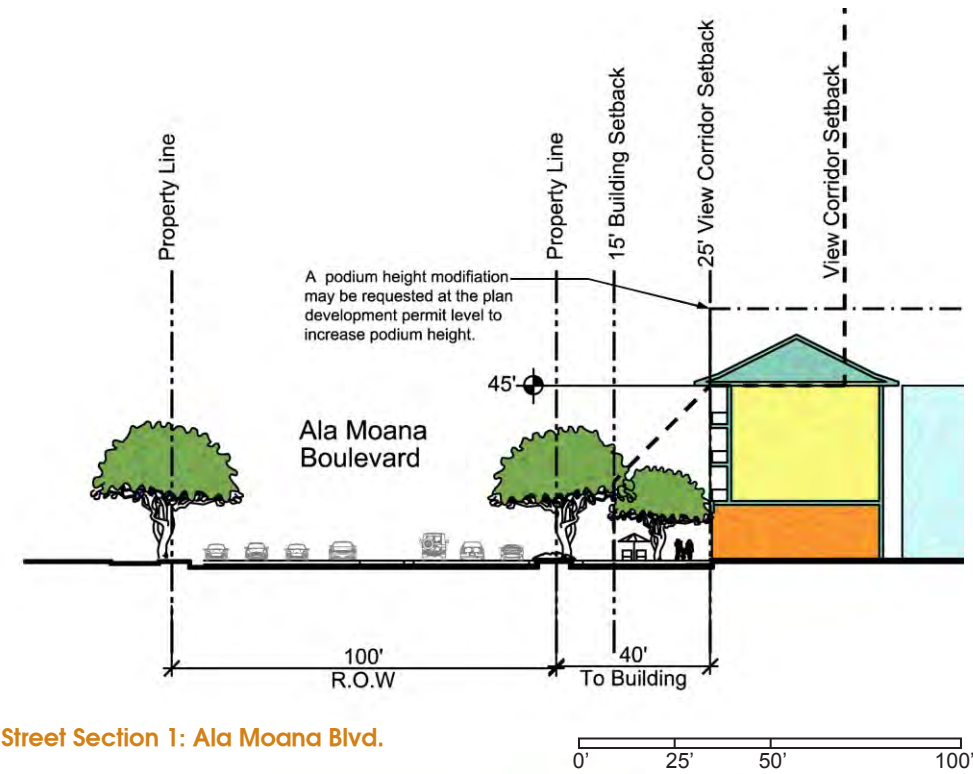 Property Line
Property Line
15' Building Setback
25' View Corridor Setback
View Corridor Setback
A podium height modifiation
may be requested at the plan
development permit level to
increase podium height.
45'
Ala Moana
Boulevard
100'
R.O.W
40'
To Building
Street Section 1: Ala Moana Blvd.
0' 25' 50' 100'